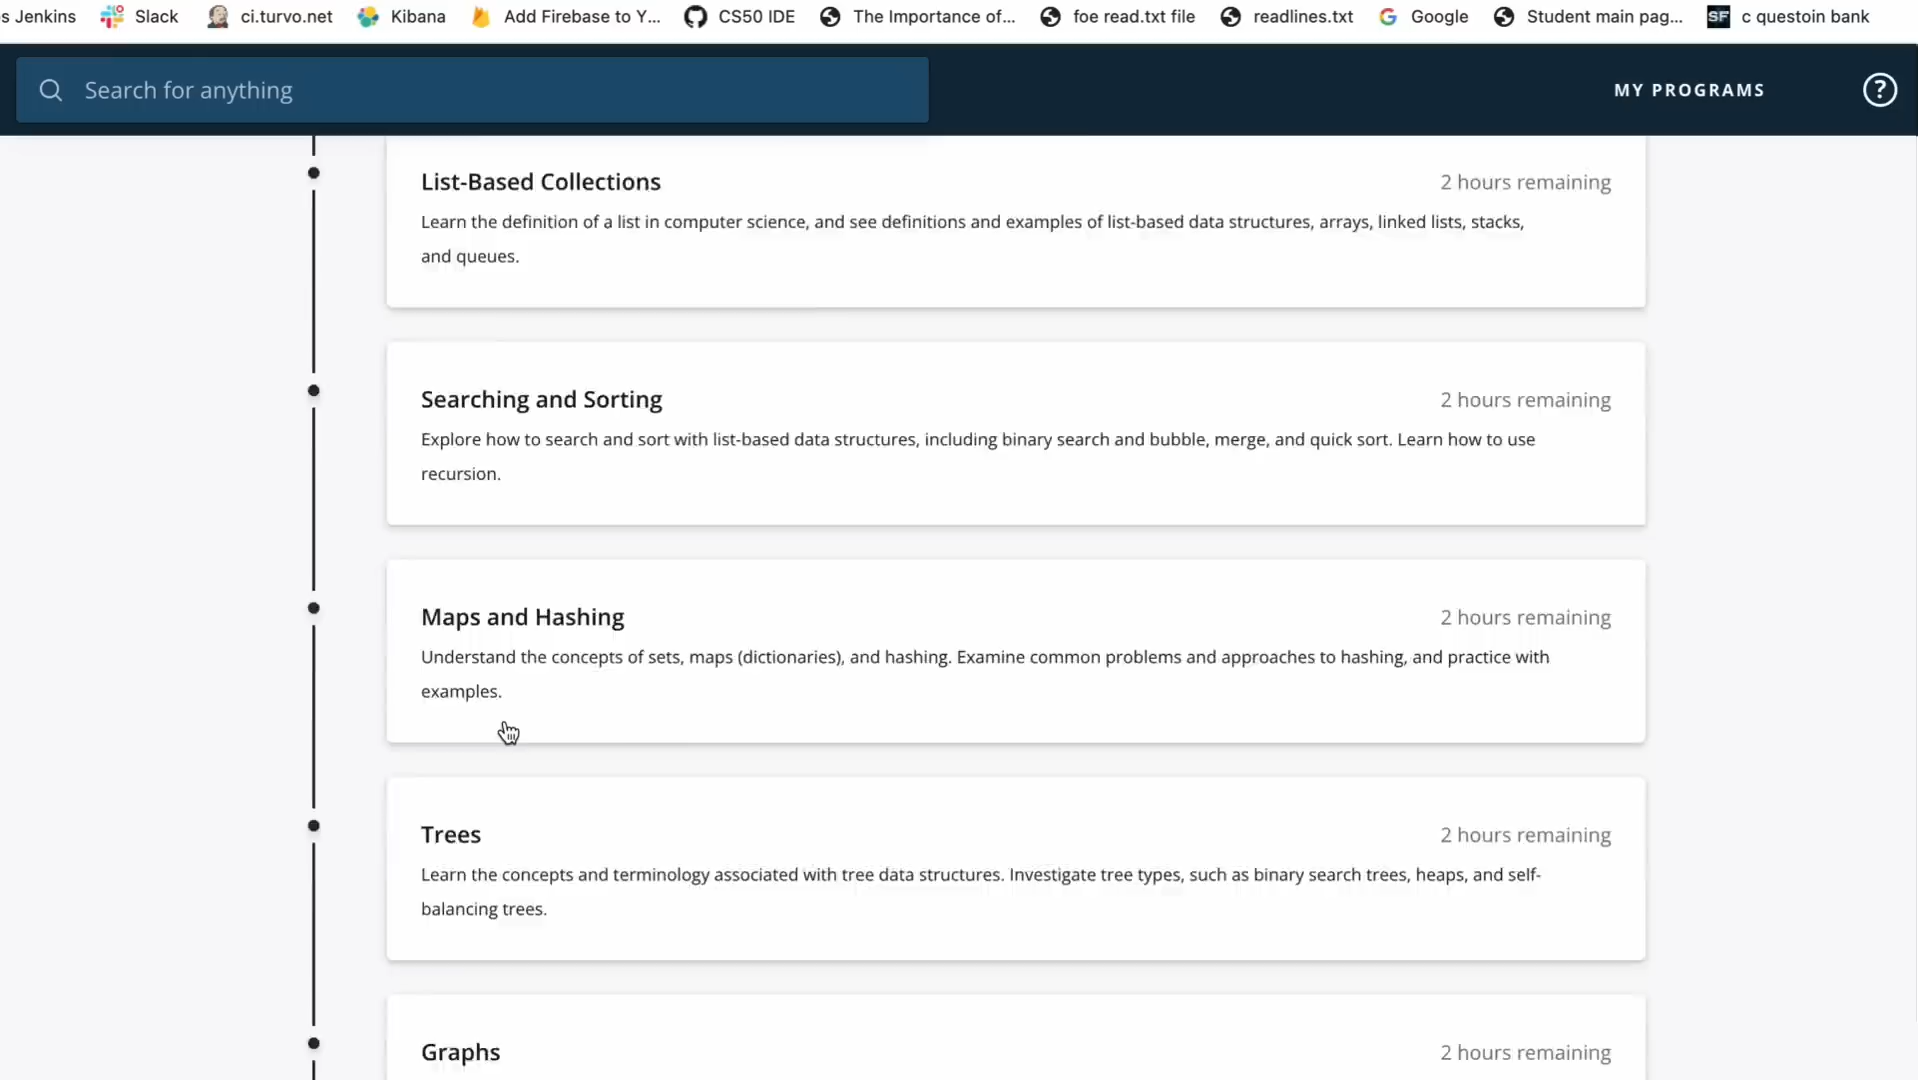 s Jenkins Slack ci.turvo.net Kibana Add Firebase to Y... CS50 IDE The Importance of... foe read.txt file readlines.txt Google Student main pag... SF c questoin bank
Search for anything MY PROGRAMS ?
List-Based Collections 2 hours remaining
Learn the definition of a list in computer science, and see definitions and examples of list-based data structures, arrays, linked lists, stacks,
and queues.
Searching and Sorting 2 hours remaining
Explore how to search and sort with list-based data structures, including binary search and bubble, merge, and quick sort. Learn how to use
recursion.
Maps and Hashing 2 hours remaining
Understand the concepts of sets, maps (dictionaries), and hashing. Examine common problems and approaches to hashing, and practice with
examples.
Trees 2 hours remaining
Learn the concepts and terminology associated with tree data structures. Investigate tree types, such as binary search trees, heaps, and self-
balancing trees.
Graphs 2 hours remaining